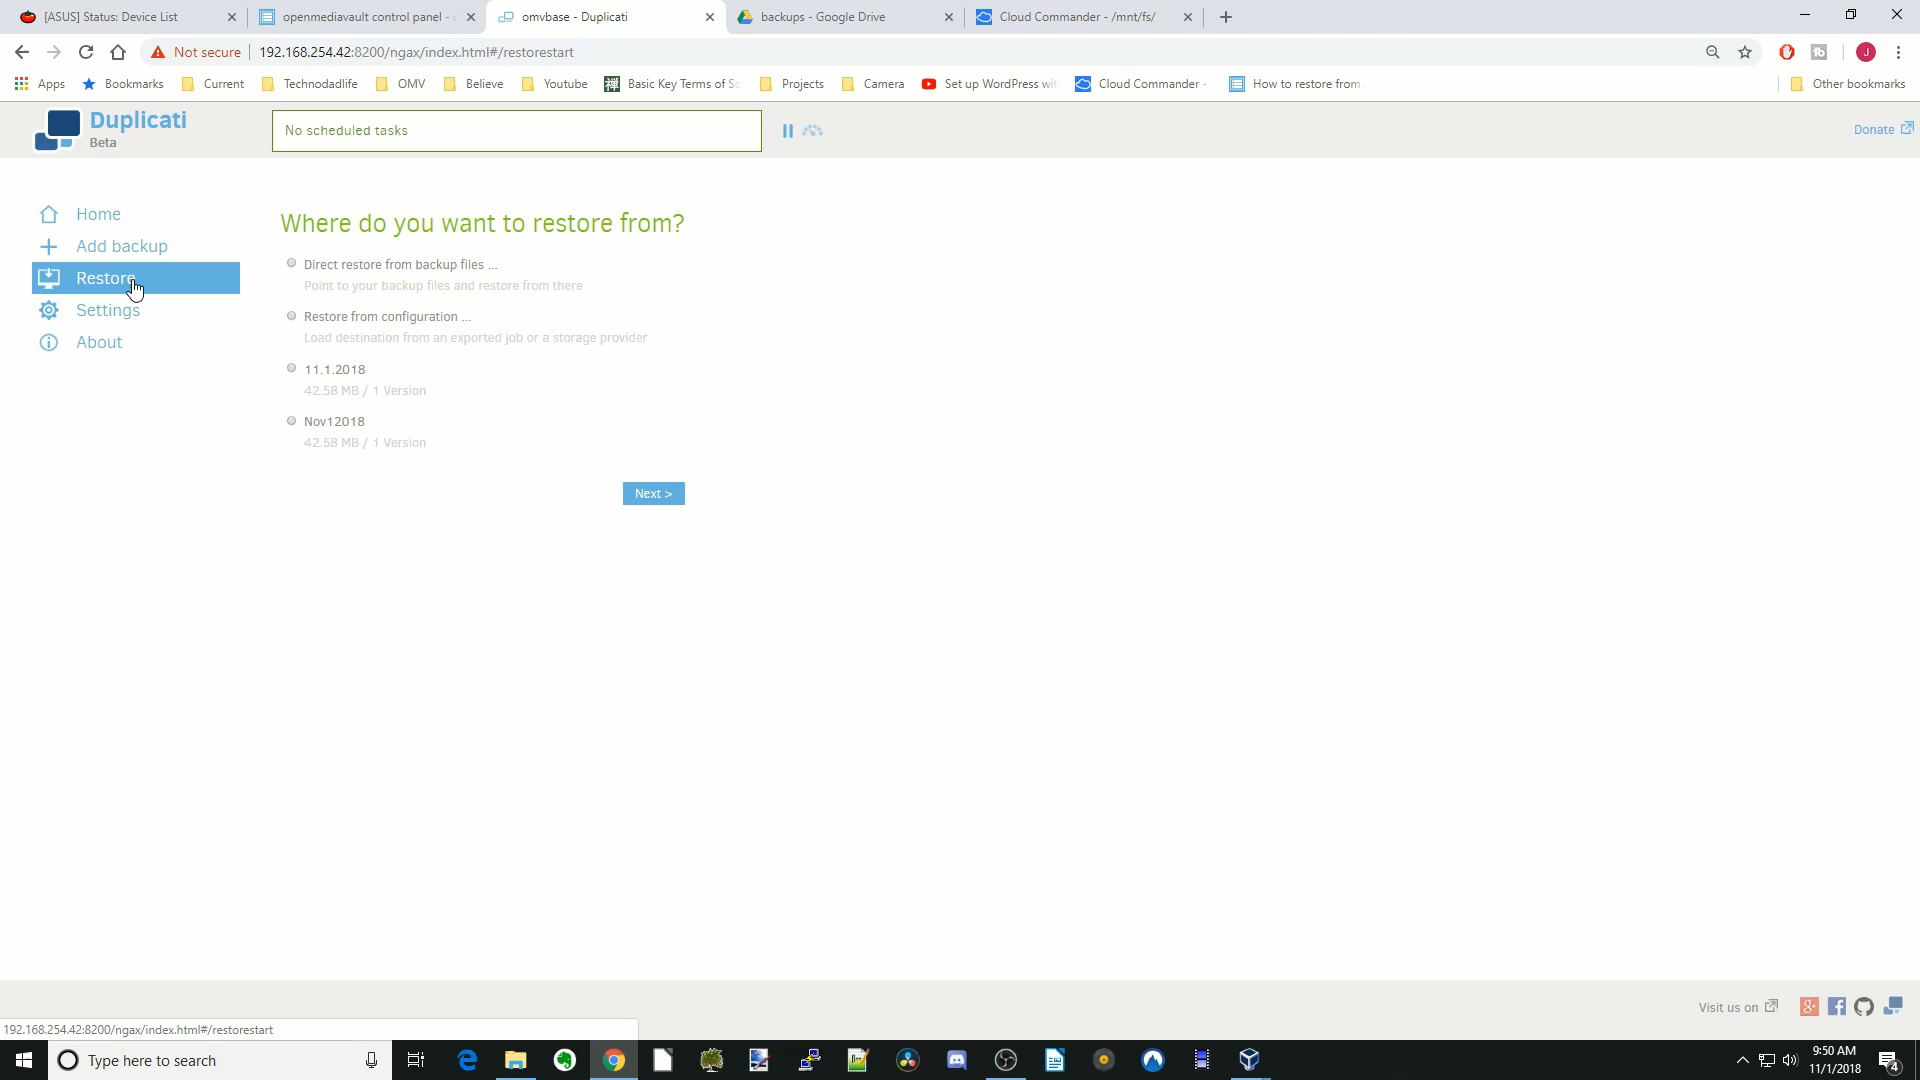 [ASUS] Status: Device List
openmediavault control panel - 
omvbase - Duplicati
backups - Google Drive
Cloud Commander - /mnt/fs/
Not secure
192.168.254.42:8200/ngax/index.html#/restorestart
J
Apps
Bookmarks
Current
Technodadlife
OMV
Believe
Youtube
Basic Key Terms of
Projects
Camera
Set up WordPress
Cloud Commander -
How to restore from
Other bookmarks
Duplicati
Beta
No scheduled tasks
Donate
Home
Add backup
Restore
Settings
About
Where do you want to restore from?
Direct restore from backup files ...
Point to your backup files and restore from there
Restore from configuration ...
Load destination from an exported job or a storage provider
11.1.2018
42.58 MB / 1 Version
Nov12018
42.58 MB / 1 Version
Next >
Visit us on
192.168.254.42:8200/ngax/index.html#/restorestart
Type here to search
9:50 AM
11/1/2018
4